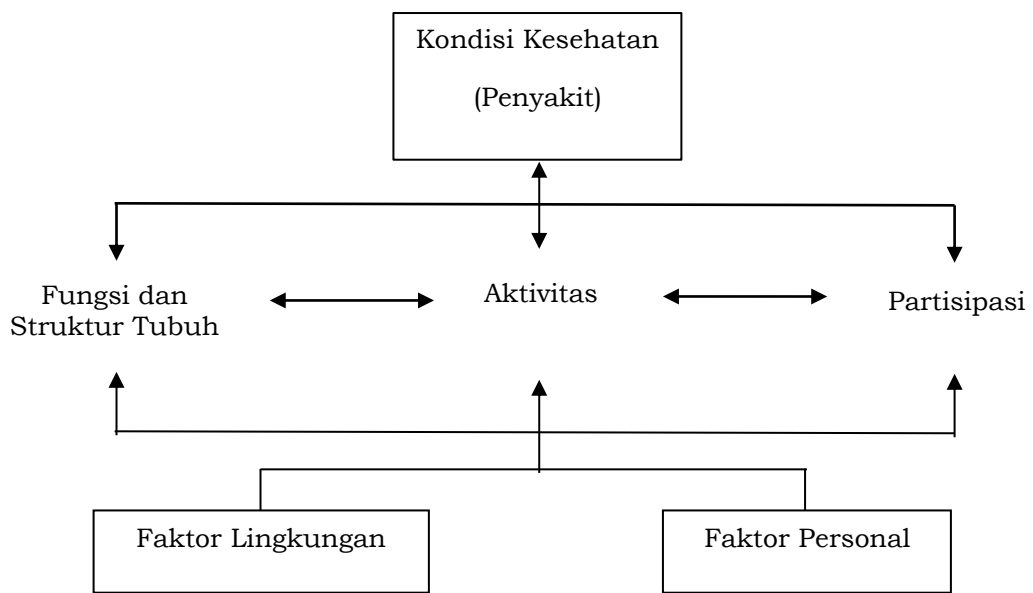 Kondisi Kesehatan
(Penyakit)
Fungsi dan
Struktur Tubuh
Aktivitas
Partisipasi
Faktor Lingkungan
Faktor Personal